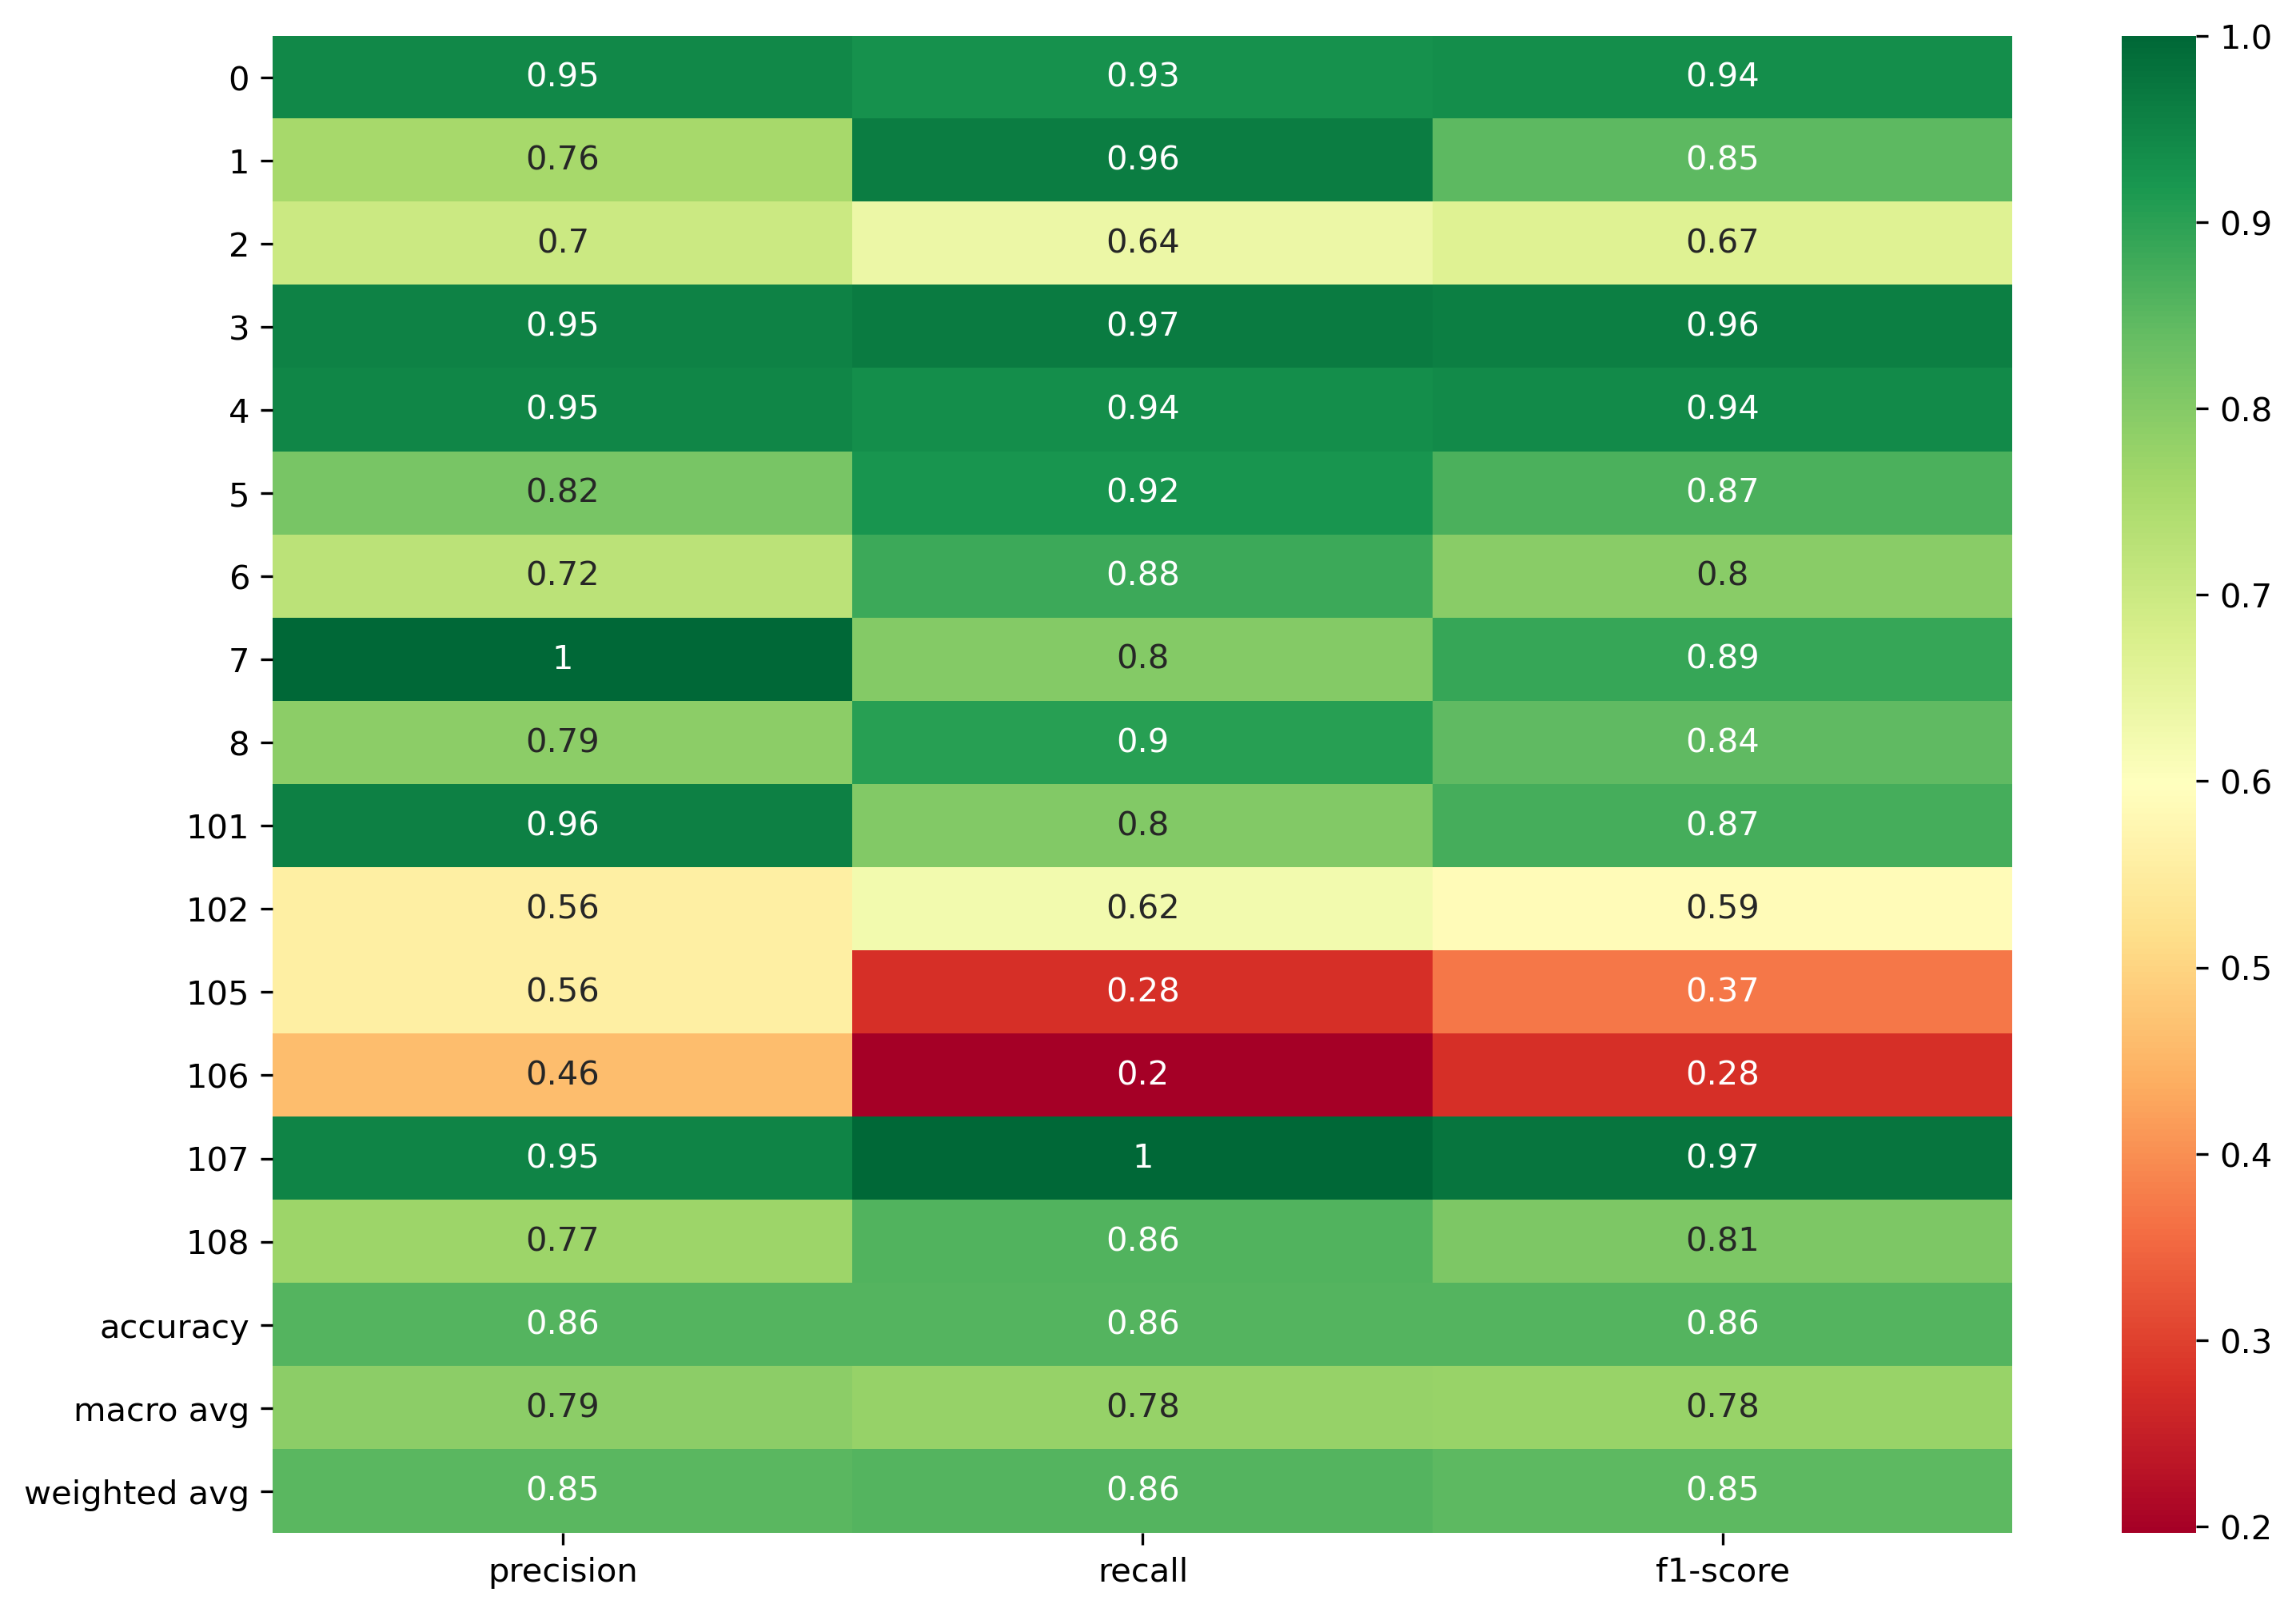 0 0.95 0.93 0.94
1 0.76 0.96 0.85
2 0.7 0.64 0.67
3 0.95 0.97 0.96
4 0.95 0.94 0.94
5 0.82 0.92 0.87
6 0.72 0.88 0.8
7 1 0.8 0.89
8 0.79 0.9 0.84
101 0.96 0.8 0.87
102 0.56 0.62 0.59
105 0.56 0.28 0.37
106 0.46 0.2 0.28
107 0.95 1 0.97
108 0.77 0.86 0.81
accuracy 0.86 0.86 0.86
macro avg 0.79 0.78 0.78
weighted avg 0.85 0.86 0.85
precision recall f1-score
1.0
0.9
0.8
0.7
0.6
0.5
0.4
0.3
0.2